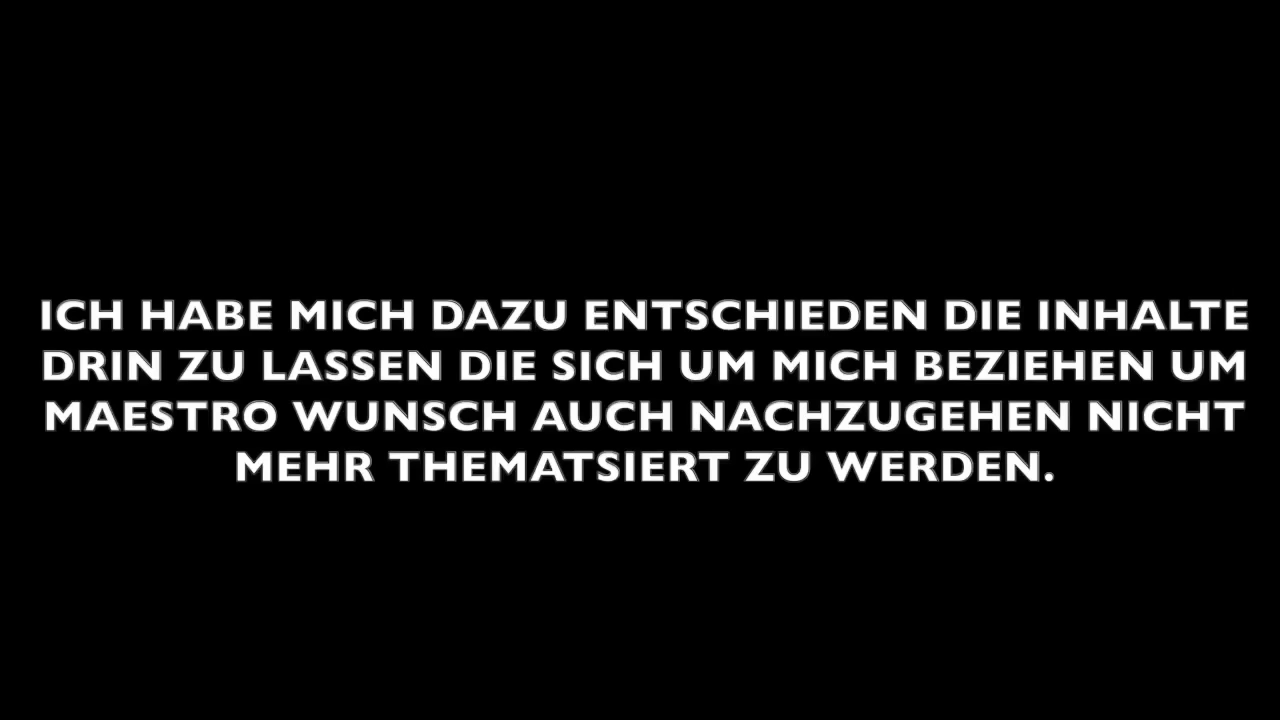 ICH HABE MICH DAZU ENTSCHIEDEN DIE INHALTE
DRIN ZU LASSEN DIE SICH UM MICH BEZIEHEN UM
MAESTRO WUNSCH AUCH NACHZUGEHEN NICHT
MEHR THEMATSIERT ZU WERDEN.